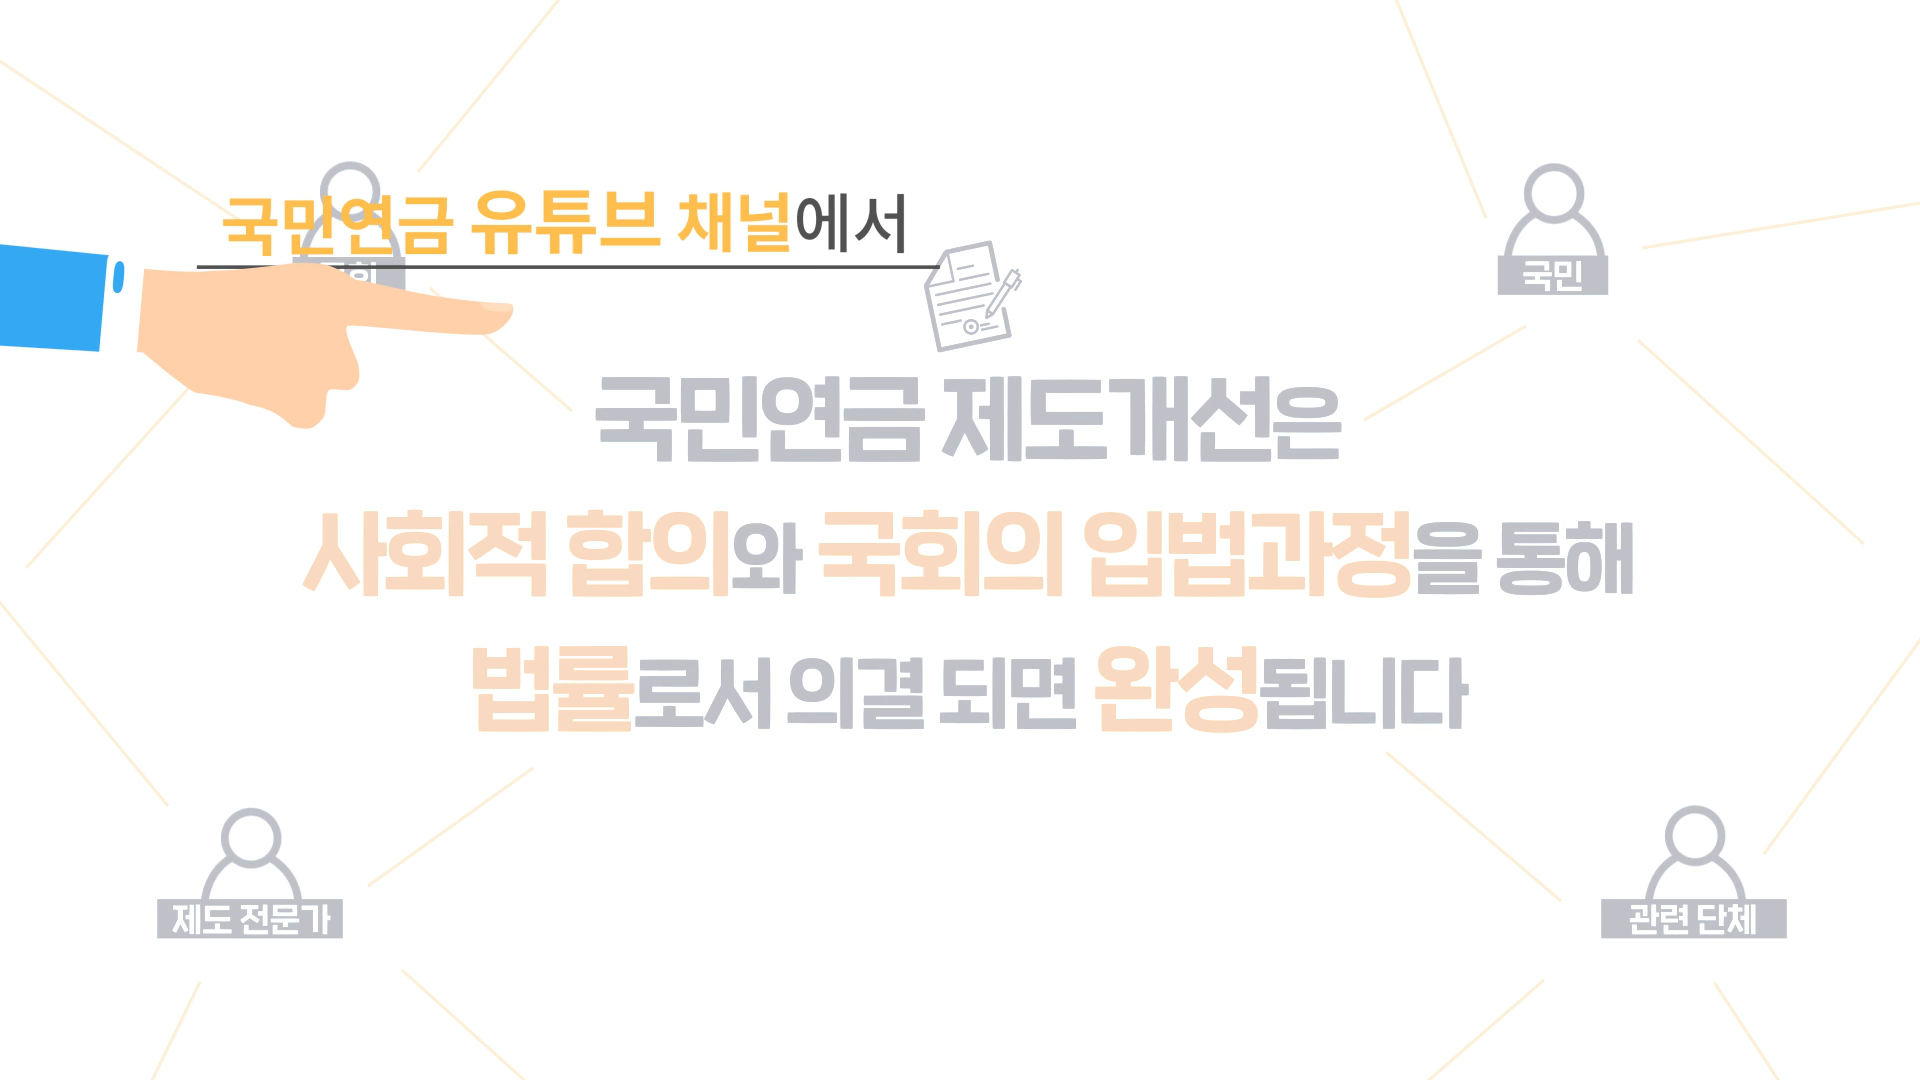 국민연금 유튜브 채널에서
국민
국민연금 제도개선은
사회적 합의와 국회의 입법과정을 통해
법률로서 의결 되면 완성됩니다
제도 전문가
관련 단체